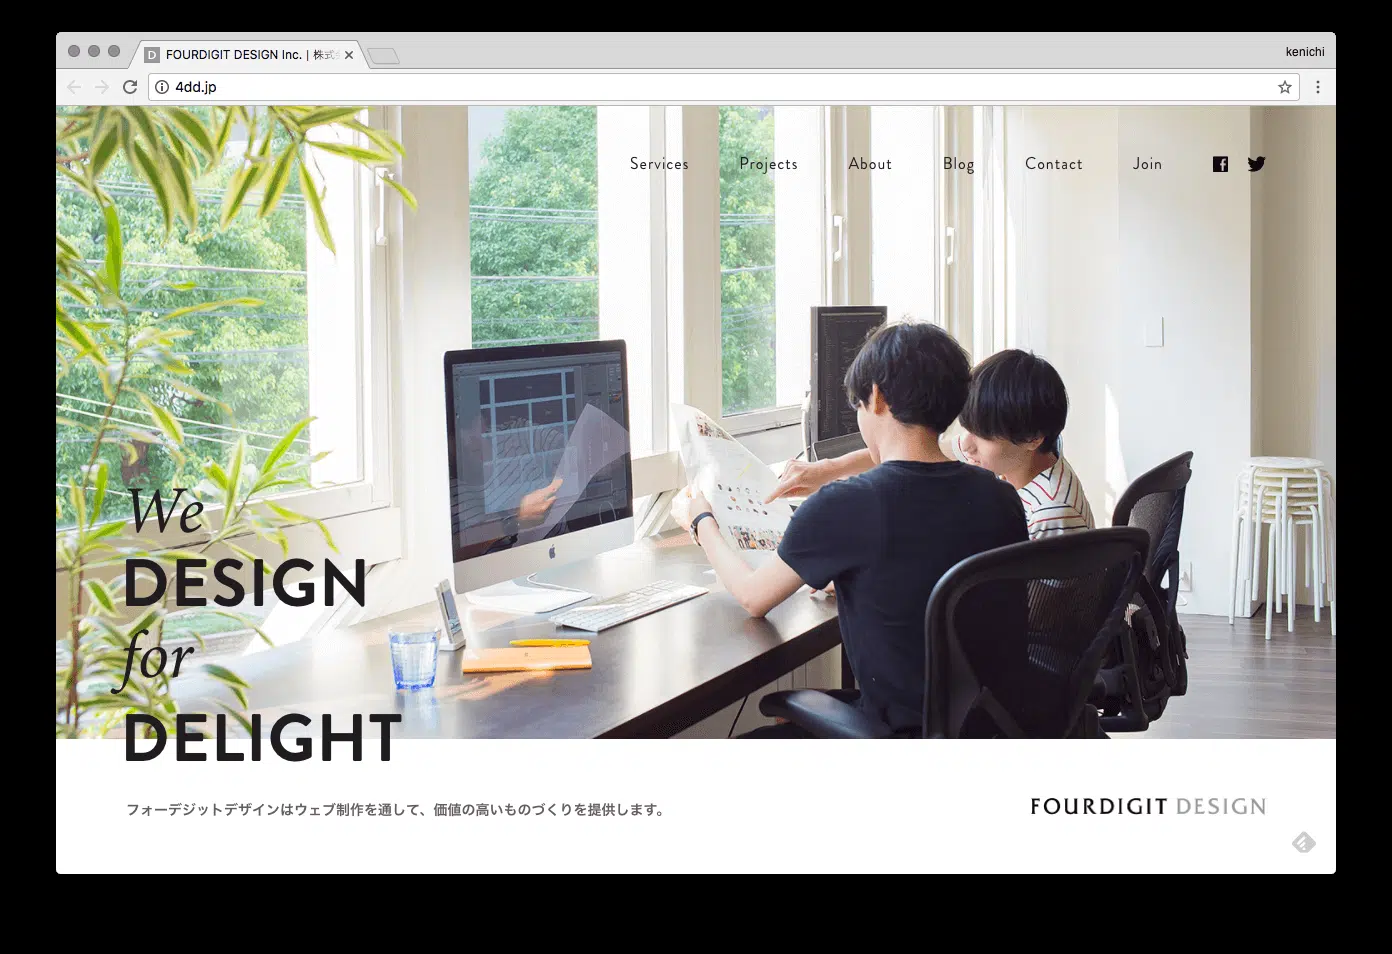 FOURDIGIT DESIGN Inc. | 株式
kenichi
4dd.jp
Services Projects About Blog Contact Join
We
DESIGN
for
DELIGHT
フォーデジットデザインはウェブ制作を通して、価値の高いものづくりを提供します。
FOURDIGIT DESIGN